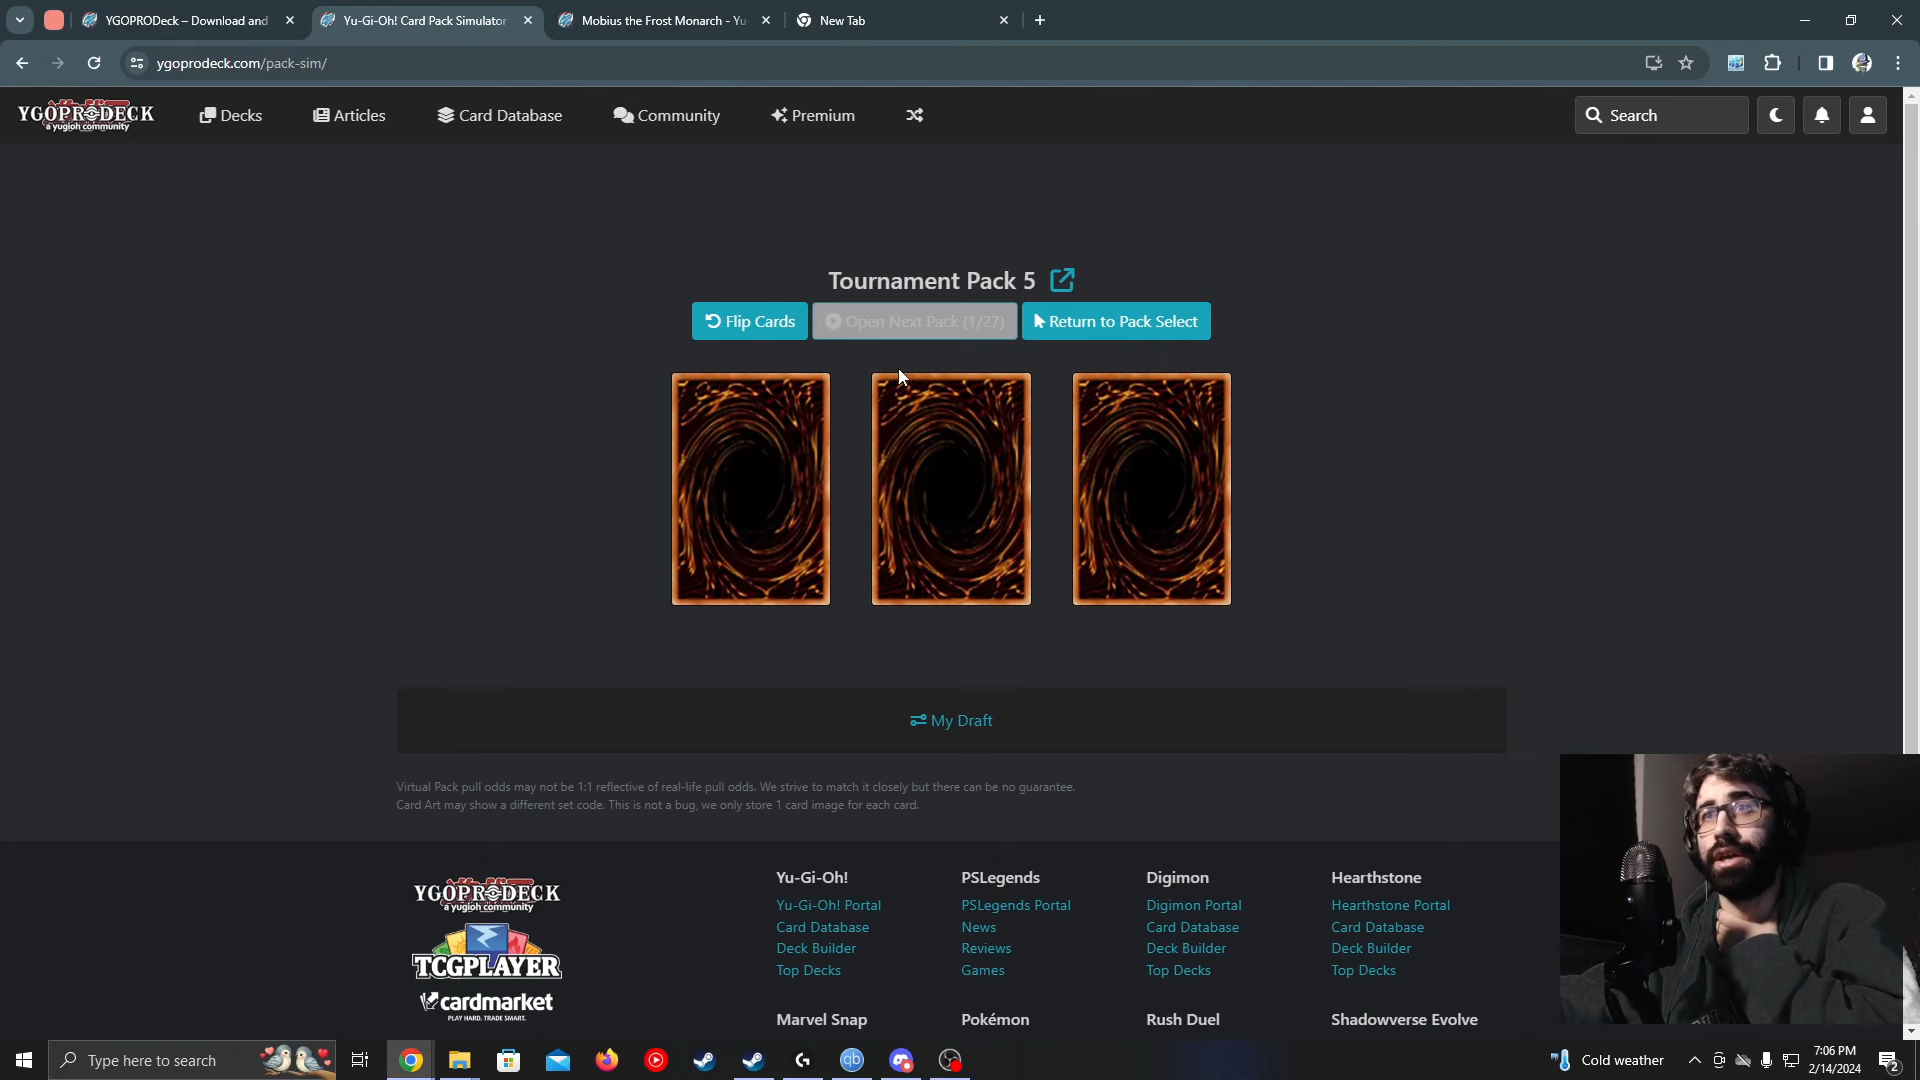 YGOPRODeck – Download and
Yu-Gi-Oh! Card Pack Simulator
Mobius the Frost Monarch - Yu
New Tab
ygoprodeck.com/pack-sim/
YGOPRODECK
a yugioh community
Decks
Articles
Card Database
Community
Premium
Search
Tournament Pack 5
Flip Cards
Open Next Pack (1/27)
Return to Pack Select
My Draft
Virtual Pack pull odds may not be 1:1 reflective of real-life pull odds. We strive to match it closely but there can be no guarantee.
Card Art may show a different set code. This is not a bug, we only store 1 card image for each card.
YGOPRODECK
a yugioh community
TCGPLAYER
cardmarket
PLAY HARD. TRADE SMART.
Yu-Gi-Oh!
Yu-Gi-Oh! Portal
Card Database
Deck Builder
Top Decks
PSLegends
PSLegends Portal
News
Reviews
Games
Digimon
Digimon Portal
Card Database
Deck Builder
Top Decks
Hearthstone
Hearthstone Portal
Card Database
Deck Builder
Top Decks
Marvel Snap
Pokémon
Rush Duel
Shadowverse Evolve
Type here to search
qb
Cold weather
7:06 PM
2/14/2024
2